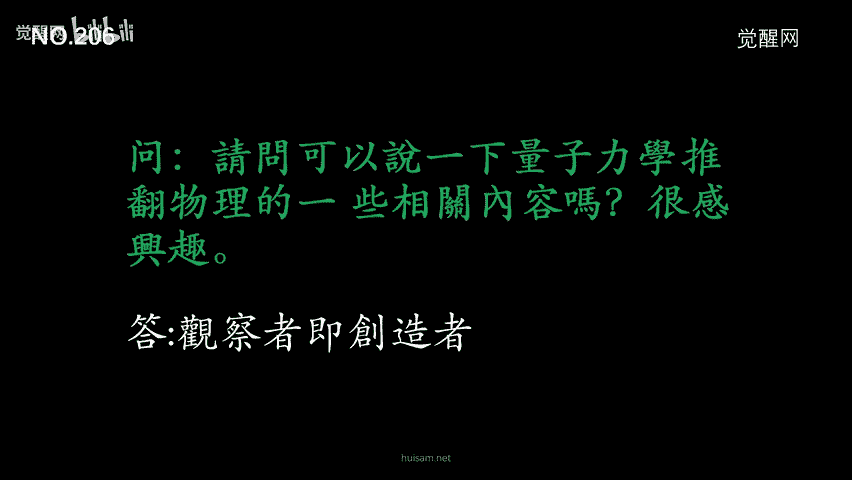 觉醒网 bilibili
NO.206
觉醒网
问：請問可以說一下量子力學推
翻物理的一 些相關內容嗎？很感
興趣。
答:觀察者即創造者
huisam.net